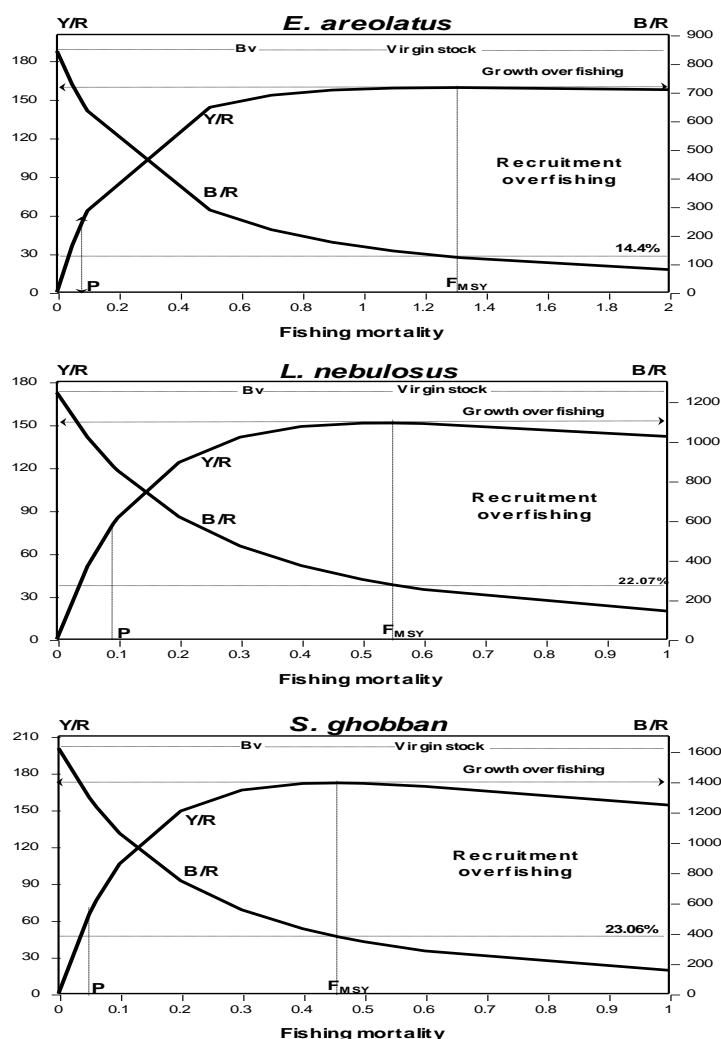 Y/R E. areolatus B/R
Bv Virgin stock
Growth over fishing
Y/R
B/R
Recruitment
overfishing
14.4%
P
FMSY
180
150
120
90
60
30
0
900
800
700
600
500
400
300
200
100
0
0 0.2 0.4 0.6 0.8 1 1.2 1.4 1.6 1.8 2
Fishing mortality
Y/R L. nebulosus B/R
Bv Virgin stock
Growth over fishing
Y/R
B/R
Recruitment
overfishing
22.07%
P
FMSY
180
150
120
90
60
30
0
1200
1000
800
600
400
200
0
0 0.1 0.2 0.3 0.4 0.5 0.6 0.7 0.8 0.9 1
Fishing mortality
Y/R S. ghobban B/R
Bv Virgin stock
Growth over fishing
Y/R
B/R
Recruitment
overfishing
23.06%
P
FMSY
210
180
150
120
90
60
30
0
1600
1400
1200
1000
800
600
400
200
0
0 0.1 0.2 0.3 0.4 0.5 0.6 0.7 0.8 0.9 1
Fishing mortality